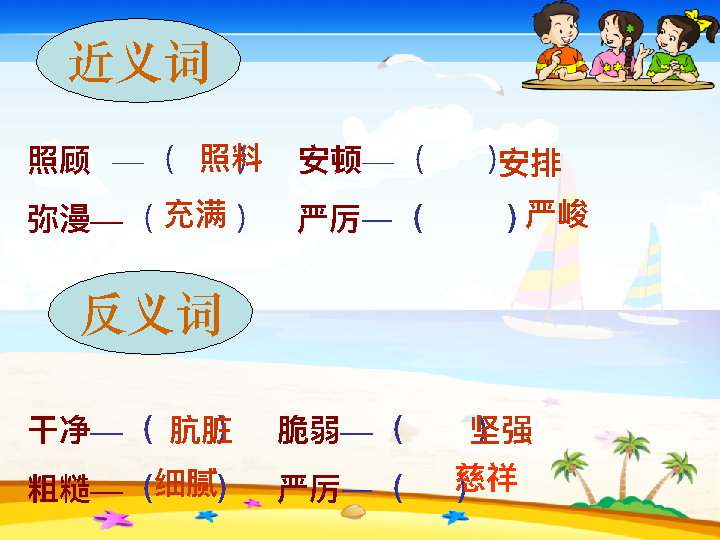 近义词
照顾 — ( 照料 ) 安顿— ( ) 安排
弥漫— ( 充满 ) 严厉— ( ) 严峻
反义词
干净— ( 肮脏 ) 脆弱— ( 坚强 )
粗糙— ( 细腻 ) 严厉— ( 慈祥 )